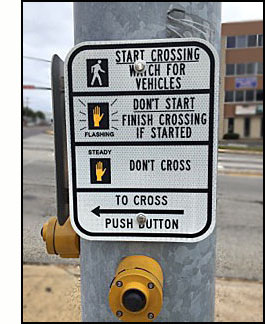 START CROSSING
WATCH FOR
VEHICLES
DON'T START
FINISH CROSSING
IF STARTED
FLASHING
STEADY
DON'T CROSS
TO CROSS
PUSH BUTTON